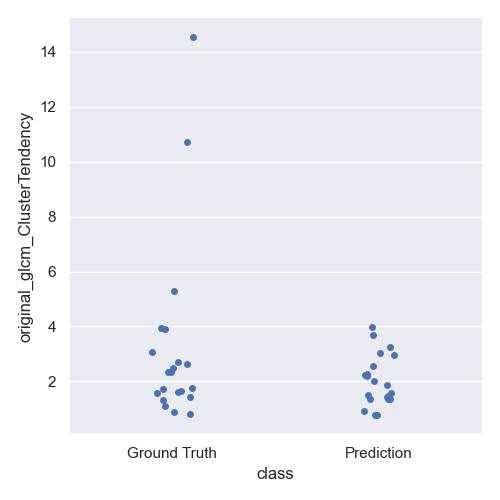 14
12
10
8
6
4
2
original_glcm_ClusterTendency
Ground Truth
Prediction
class